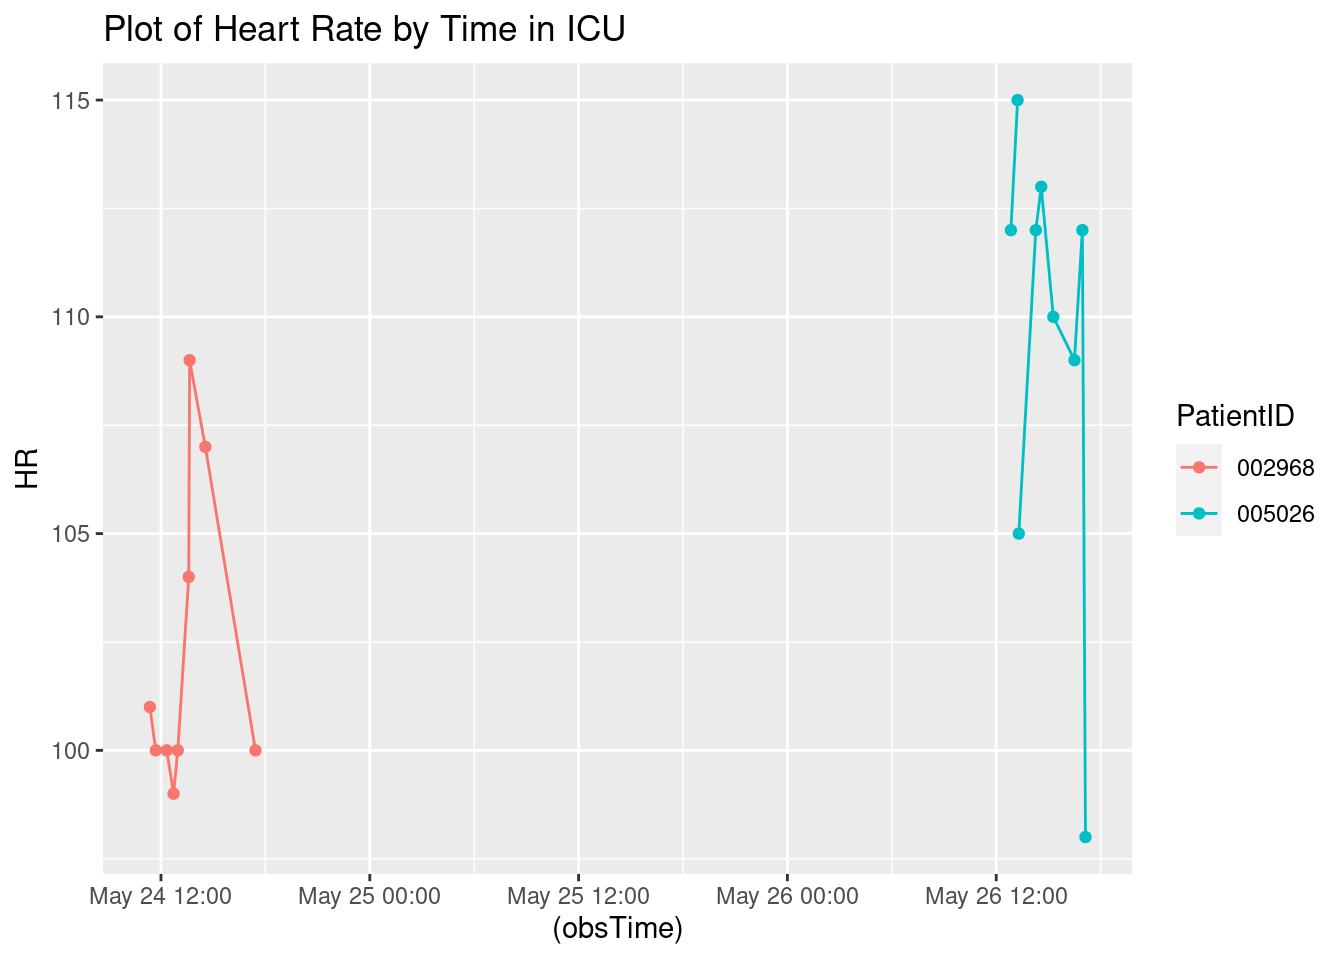 Plot of Heart Rate by Time in ICU
115
110
105
100
HR
May 24 12:00
May 25 00:00
May 25 12:00
May 26 00:00
May 26 12:00
(obsTime)
PatientID
002968
005026